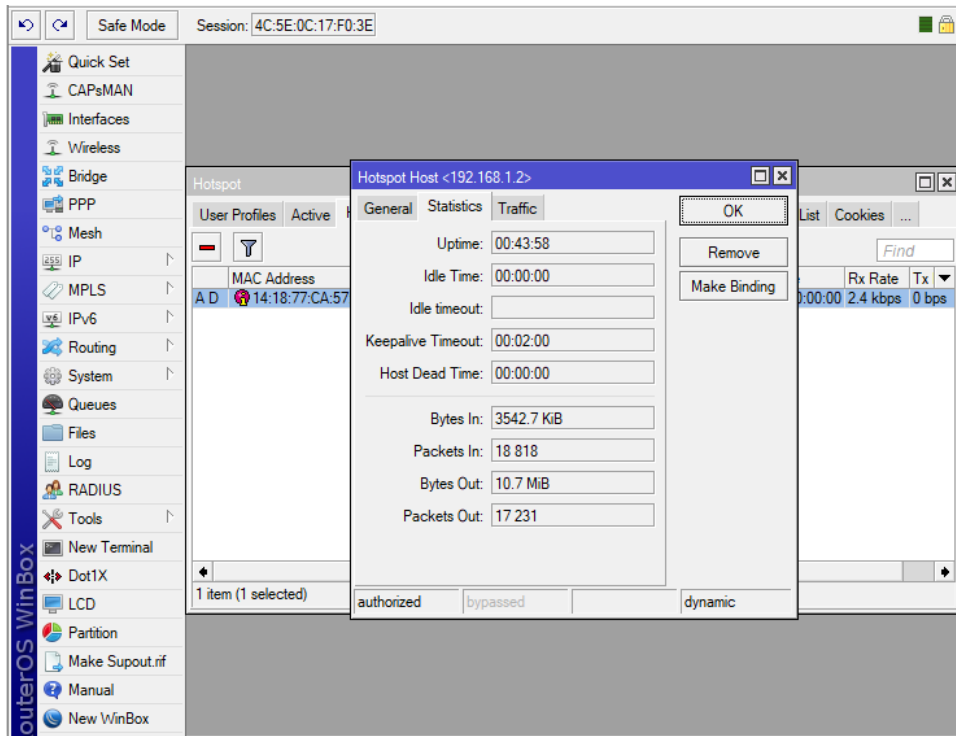 Safe Mode Session: 4C:5E:0C:17:F0:3E
Quick Set
CAPsMAN
Interfaces
Wireless
Bridge
PPP
Mesh
IP
MPLS
IPv6
Routing
System
Queues
Files
Log
RADIUS
Tools
New Terminal
Dot1X
LCD
Partition
Make Supout.rif
Manual
New WinBox
outerOS WinBox
Hotspot
User Profiles Active List Cookies ...
Find
MAC Address Rx Rate Tx
A D 14:18:77:CA:57 0:00:00 2.4 kbps 0 bps
1 item (1 selected)
Hotspot Host <192.168.1.2>
General Statistics Traffic
Uptime: 00:43:58
Idle Time: 00:00:00
Idle timeout:
Keepalive Timeout: 00:02:00
Host Dead Time: 00:00:00
Bytes In: 3542.7 KiB
Packets In: 18 818
Bytes Out: 10.7 MiB
Packets Out: 17 231
OK
Remove
Make Binding
authorized bypassed dynamic